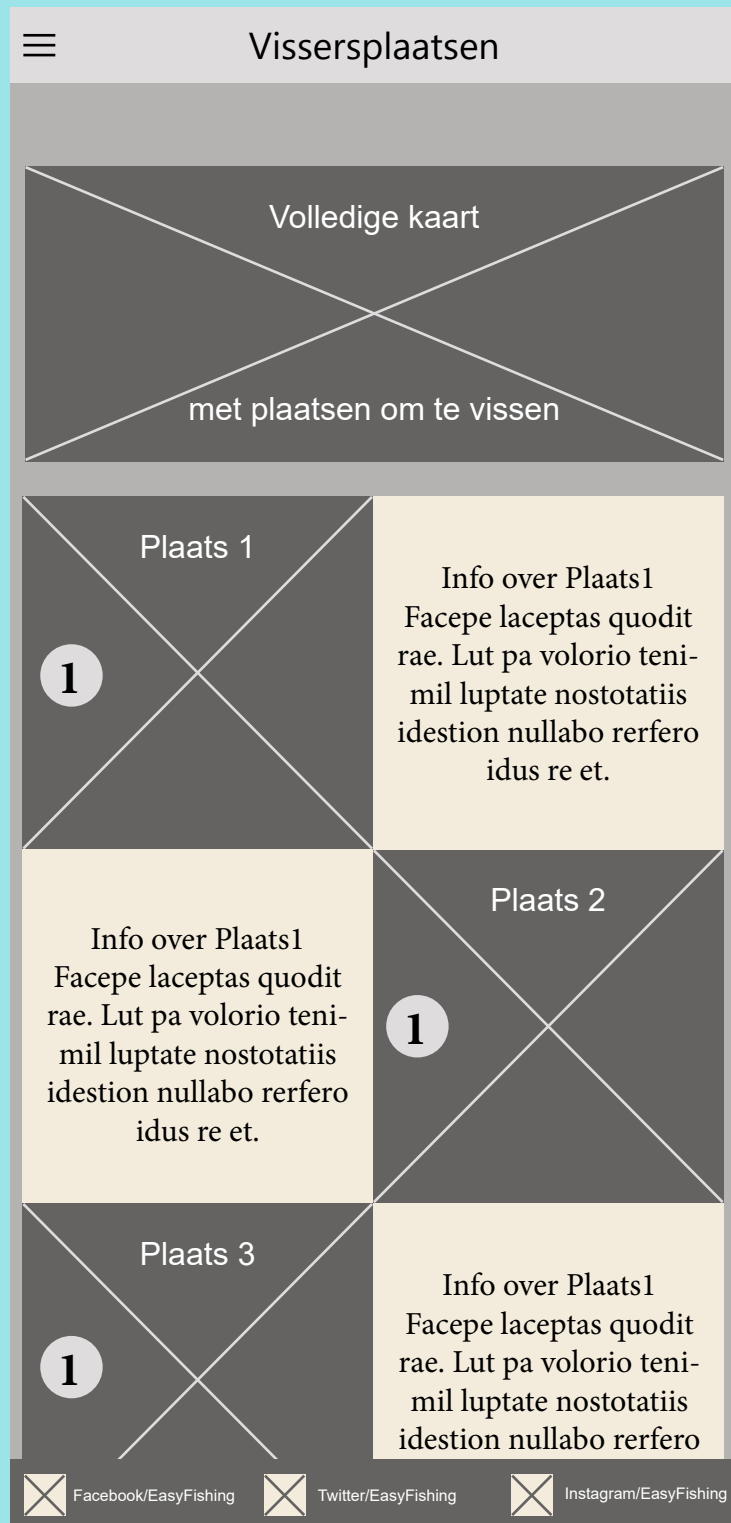 Vissersplaatsen
Volledige kaart
met plaatsen om te vissen
Plaats 1
1
Info over Plaats1
Facepe laceptas quodit
rae. Lut pa volorio teni-
mil luptate nostotatiis
idestion nullabo rerfero
idus re et.
Info over Plaats1
Facepe laceptas quodit
rae. Lut pa volorio teni-
mil luptate nostotatiis
idestion nullabo rerfero
idus re et.
Plaats 2
1
Plaats 3
1
Info over Plaats1
Facepe laceptas quodit
rae. Lut pa volorio teni-
mil luptate nostotatiis
idestion nullabo rerfero
Facebook/EasyFishing
Twitter/EasyFishing
Instagram/EasyFishing